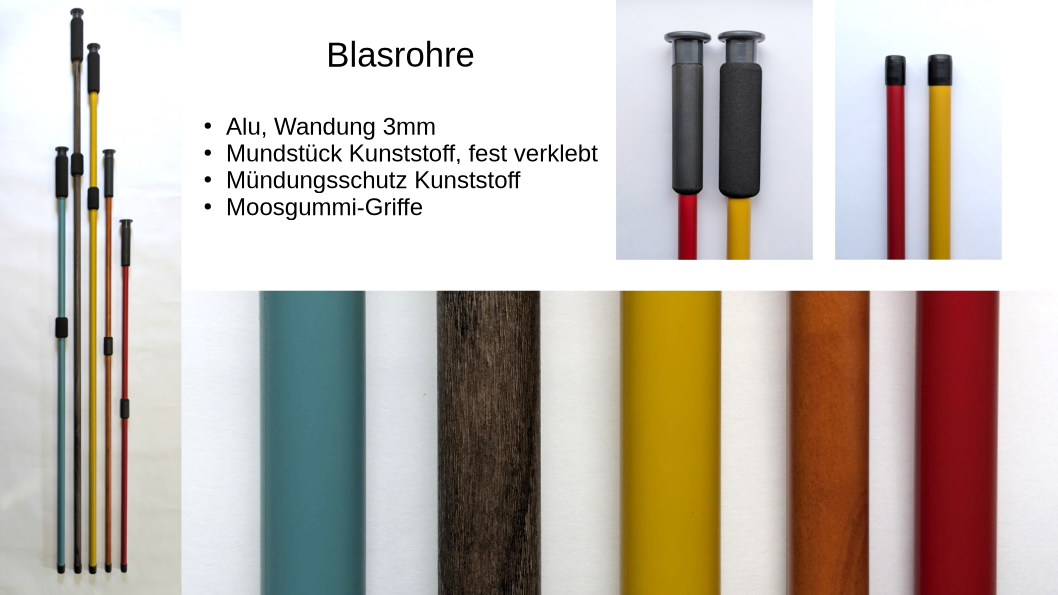 Blasrohre
• Alu, Wandung 3mm
• Mundstück Kunststoff, fest verklebt
• Mündungsschutz Kunststoff
• Moosgummi-Griffe